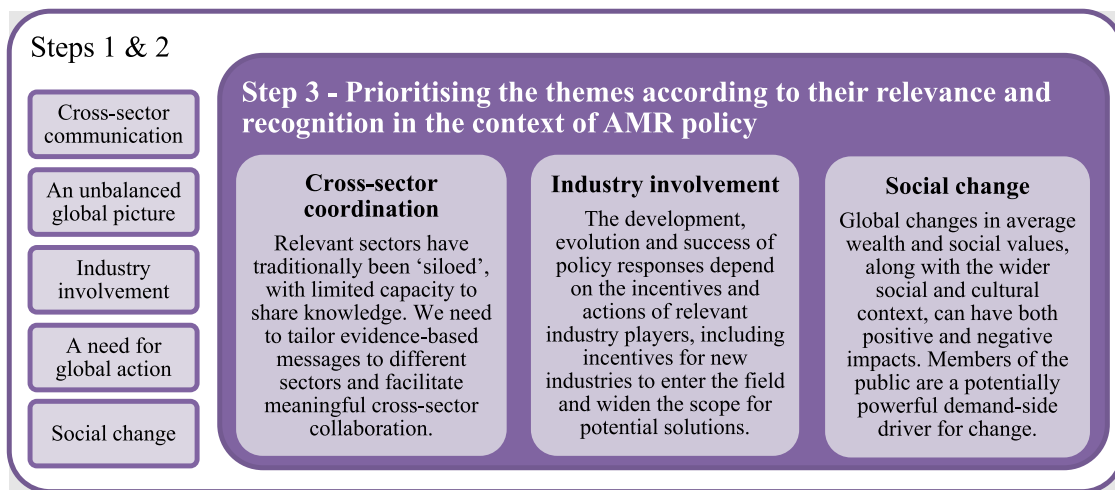 Steps 1 & 2
Cross-sector
communication
An unbalanced
global picture
Industry
involvement
A need for
global action
Social change
Step 3 - Prioritising the themes according to their relevance and
recognition in the context of AMR policy
Cross-sector
coordination
Relevant sectors have
traditionally been ‘siloed’,
with limited capacity to
share knowledge. We need
to tailor evidence-based
messages to different
sectors and facilitate
meaningful cross-sector
collaboration.
Industry involvement
The development,
evolution and success of
policy responses depend
on the incentives and
actions of relevant
industry players, including
incentives for new
industries to enter the field
and widen the scope for
potential solutions.
Social change
Global changes in average
wealth and social values,
along with the wider
social and cultural
context, can have both
positive and negative
impacts. Members of the
public are a potentially
powerful demand-side
driver for change.